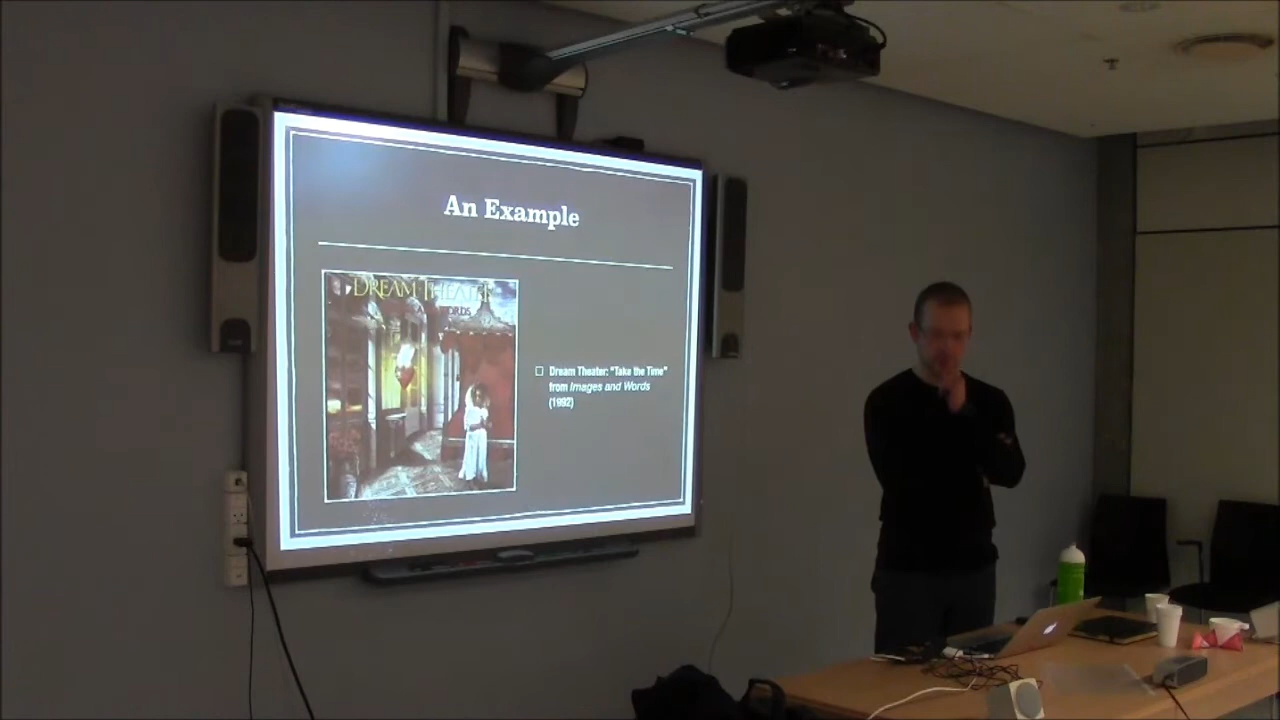 An Example
DREAM THEATER
WORDS
Dream Theater: "Take the Time"
from Images and Words
(1992)